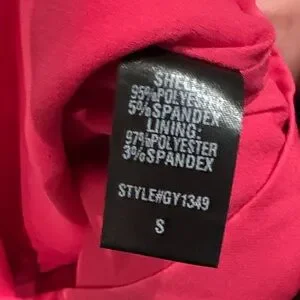 SHELL:
95%POLYESTER
5%SPANDEX
LINING:
97%POLYESTER
3%SPANDEX
STYLE#GY1349
S